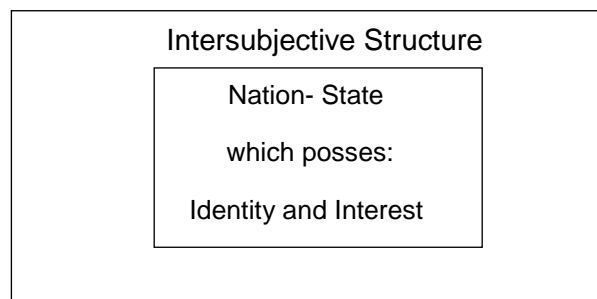 Intersubjective Structure
Nation- State
which posses:
Identity and Interest